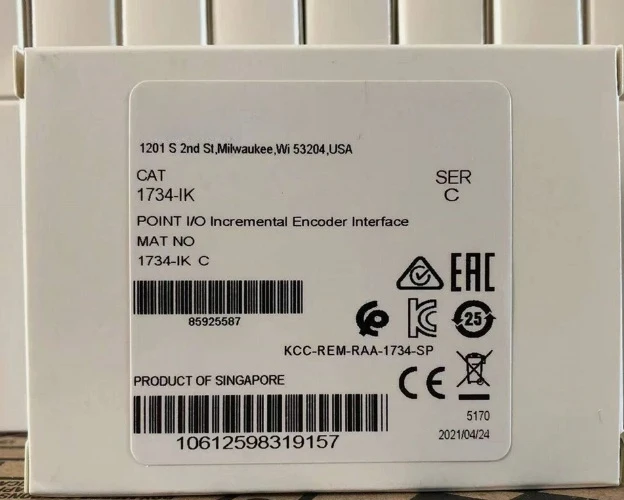 1201 S 2nd St,Milwaukee,Wi 53204,USA
CAT
1734-IK
SER
C
POINT I/O Incremental Encoder Interface
MAT NO
1734-IK C
EAC
85925587
25
KCC-REM-RAA-1734-SP
PRODUCT OF SINGAPORE
CE
10612598319157
5170
2021/04/24